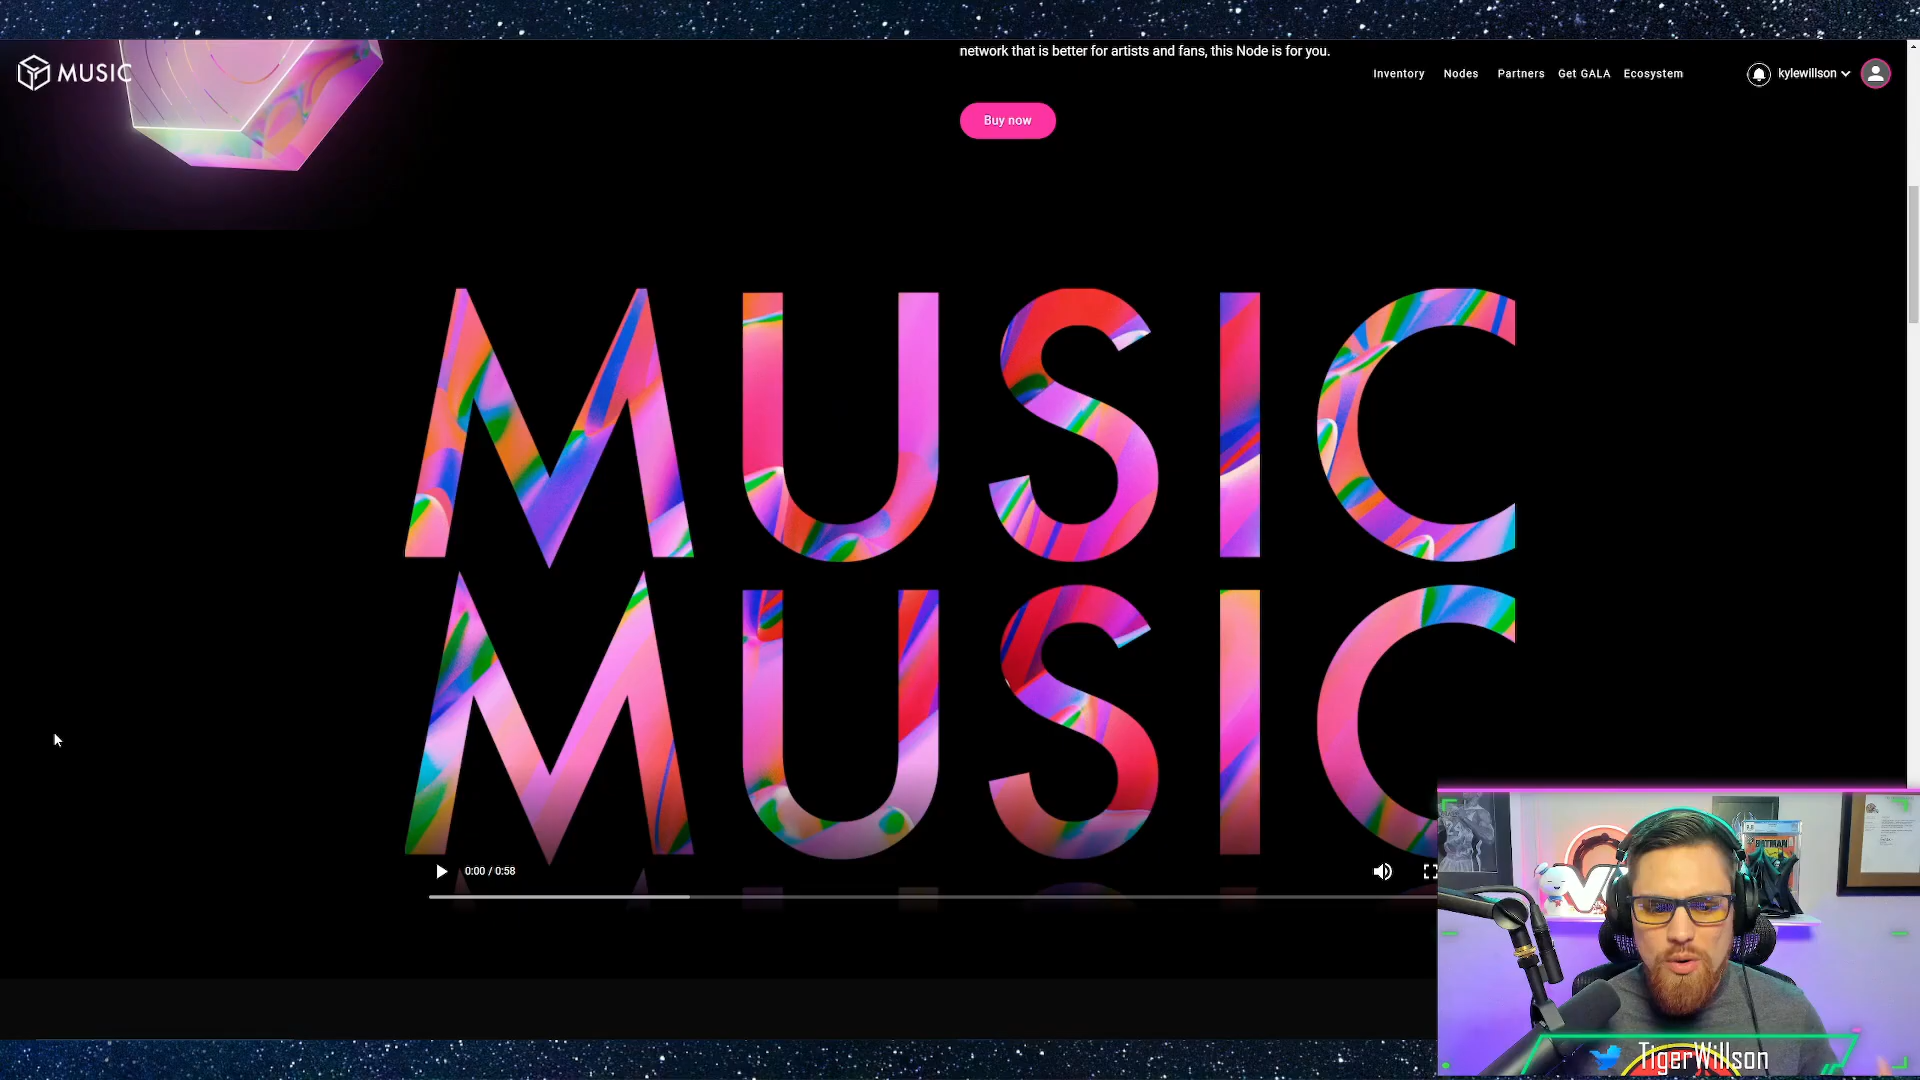 network that is better for artists and fans, this Node is for you.
MUSIC
Inventory Nodes Partners Get GALA Ecosystem
kylewillson
Buy now
MUSIC
MUSIC
0:00 / 0:58
BATMAN
TigerWillson